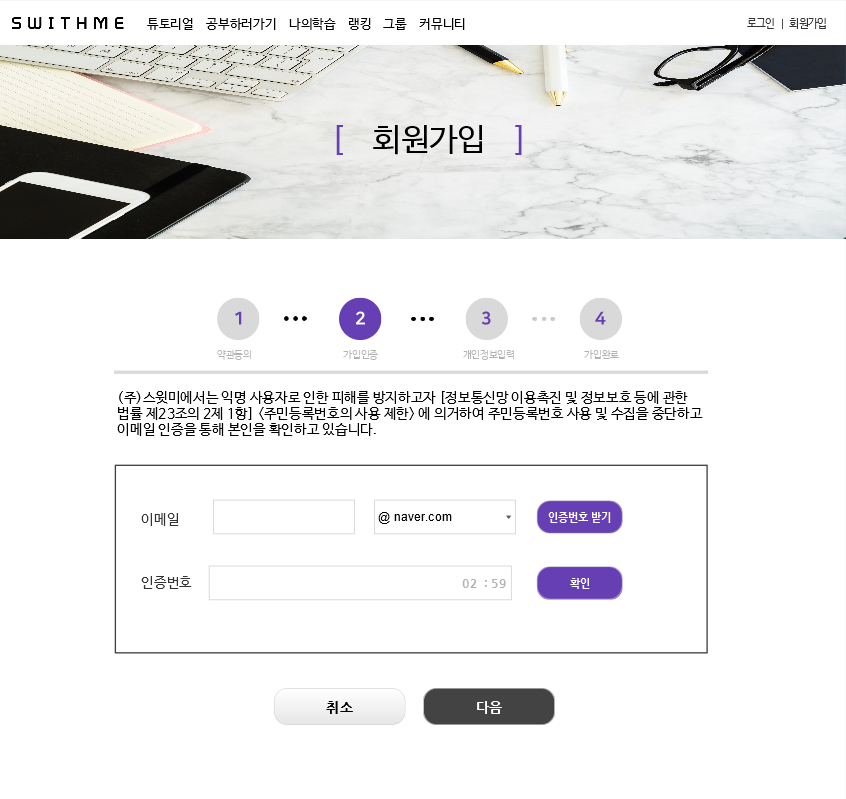 SWITHME 튜토리얼 공부하러가기 나의학습 랭킹 그룹 커뮤니티 로그인 | 회원가입
[ 회원가입 ]
1 ••• 2 ••• 3 ••• 4
약관동의 가입인증 개인정보입력 가입완료
(주)스윗미에서는 익명 사용자로 인한 피해를 방지하고자 [정보통신망 이용촉진 및 정보보호 등에 관한
법률 제23조의 2제 1항] <주민등록번호의 사용 제한> 에 의거하여 주민등록번호 사용 및 수집을 중단하고
이메일 인증을 통해 본인을 확인하고 있습니다.
이메일 @ naver.com 인증번호 받기
인증번호 02 : 59 확인
취소 다음